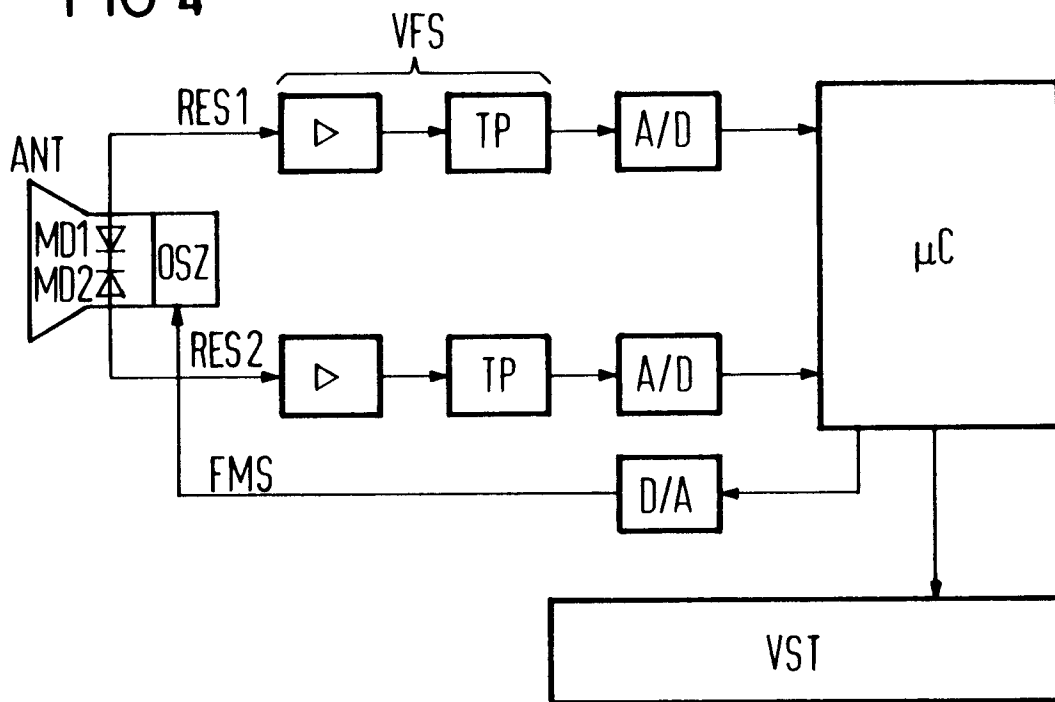 FIG 4
VFS
RES1
▷
TP
A/D
ANT
MD1
MD2
OSZ
µC
RES2
▷
TP
A/D
FMS
D/A
VST